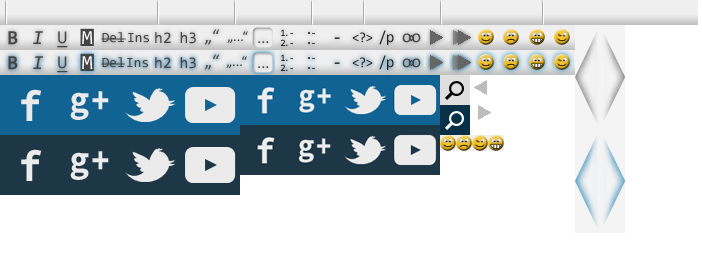 B I U M Del Ins h2 h3 „“ „...“ ... 1.- 2.- - <?> /p
B I U M Del Ins h2 h3 „“ „...“ ... 1.- 2.- - <?> /p
f g+ f g+
f g+ f g+